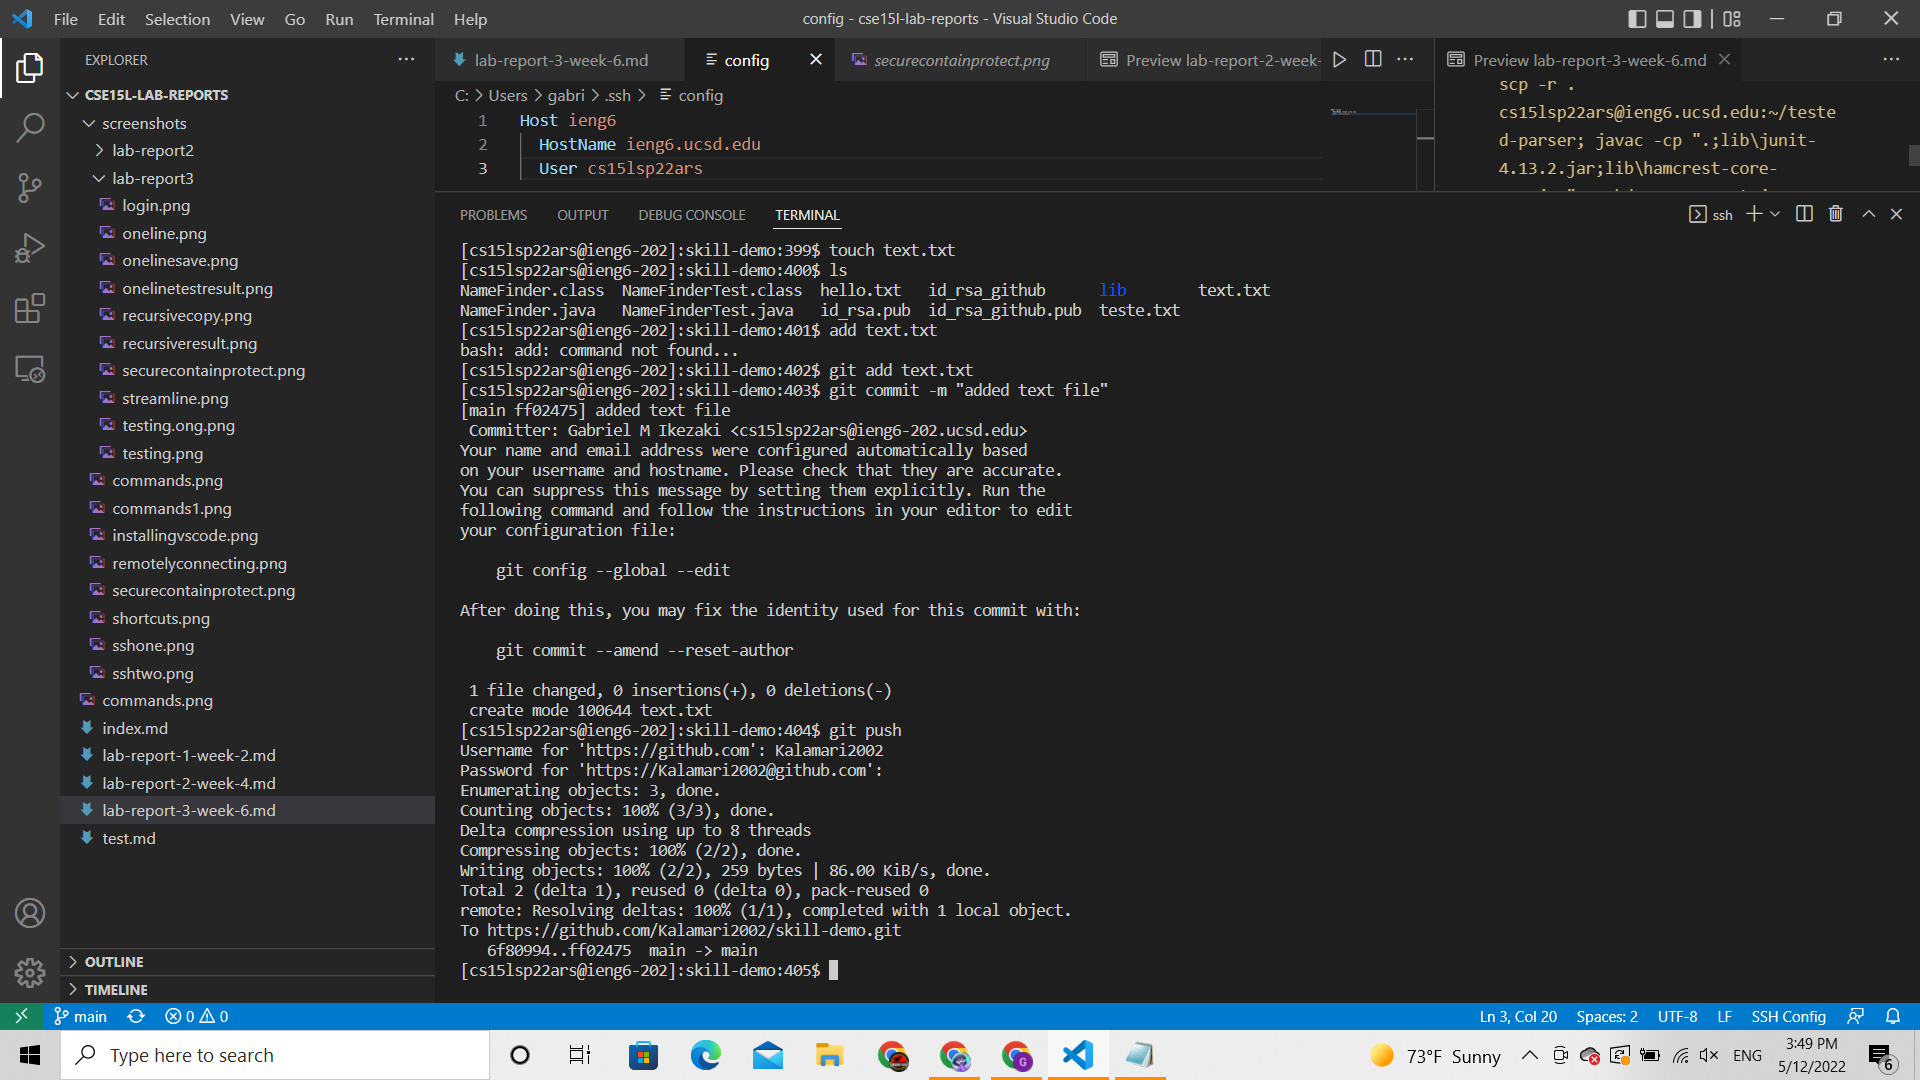 File Edit Selection View Go Run Terminal Help
config - cse15l-lab-reports - Visual Studio Code
EXPLORER
CSE15L-LAB-REPORTS
screenshots
lab-report2
lab-report3
login.png
oneline.png
onelinesave.png
onelinetestresult.png
recursivecopy.png
recursiveresult.png
securecontainprotect.png
streamline.png
testing.ong.png
testing.png
commands.png
commands1.png
installingvscode.png
remotelyconnecting.png
securecontainprotect.png
shortcuts.png
sshone.png
sshtwo.png
commands.png
index.md
lab-report-1-week-2.md
lab-report-2-week-4.md
lab-report-3-week-6.md
test.md
OUTLINE
TIMELINE
lab-report-3-week-6.md config securecontainprotect.png Preview lab-report-2-week-
C: > Users > gabri > .ssh > config
1 Host ieng6
2 HostName ieng6.ucsd.edu
3 User cs15lsp22ars
Preview lab-report-3-week-6.md
scp -r .
cs15lsp22ars@ieng6.ucsd.edu:~/teste
d-parser; javac -cp ".;lib\junit-
4.13.2.jar;lib\hamcrest-core-
PROBLEMS OUTPUT DEBUG CONSOLE TERMINAL
ssh
[cs15lsp22ars@ieng6-202]:skill-demo:399$ touch text.txt
[cs15lsp22ars@ieng6-202]:skill-demo:400$ ls
NameFinder.class NameFinderTest.class hello.txt id_rsa_github lib text.txt
NameFinder.java NameFinderTest.java id_rsa.pub id_rsa_github.pub teste.txt
[cs15lsp22ars@ieng6-202]:skill-demo:401$ add text.txt
bash: add: command not found...
[cs15lsp22ars@ieng6-202]:skill-demo:402$ git add text.txt
[cs15lsp22ars@ieng6-202]:skill-demo:403$ git commit -m "added text file"
[main ff02475] added text file
Committer: Gabriel M Ikezaki <cs15lsp22ars@ieng6-202.ucsd.edu>
Your name and email address were configured automatically based
on your username and hostname. Please check that they are accurate.
You can suppress this message by setting them explicitly. Run the
following command and follow the instructions in your editor to edit
your configuration file:
git config --global --edit
After doing this, you may fix the identity used for this commit with:
git commit --amend --reset-author
1 file changed, 0 insertions(+), 0 deletions(-)
create mode 100644 text.txt
[cs15lsp22ars@ieng6-202]:skill-demo:404$ git push
Username for 'https://github.com': Kalamari2002
Password for 'https://Kalamari2002@github.com':
Enumerating objects: 3, done.
Counting objects: 100% (3/3), done.
Delta compression using up to 8 threads
Compressing objects: 100% (2/2), done.
Writing objects: 100% (2/2), 259 bytes | 86.00 KiB/s, done.
Total 2 (delta 1), reused 0 (delta 0), pack-reused 0
remote: Resolving deltas: 100% (1/1), completed with 1 local object.
To https://github.com/Kalamari2002/skill-demo.git
6f80994..ff02475 main -> main
[cs15lsp22ars@ieng6-202]:skill-demo:405$
main 0 0
Ln 3, Col 20 Spaces: 2 UTF-8 LF SSH Config
Type here to search
73°F Sunny
ENG
3:49 PM
5/12/2022
6